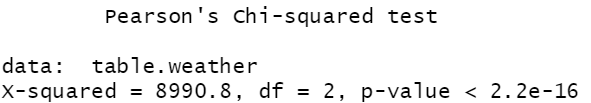 Pearson's Chi-squared test
data:  table.weather
X-squared = 8990.8, df = 2, p-value < 2.2e-16